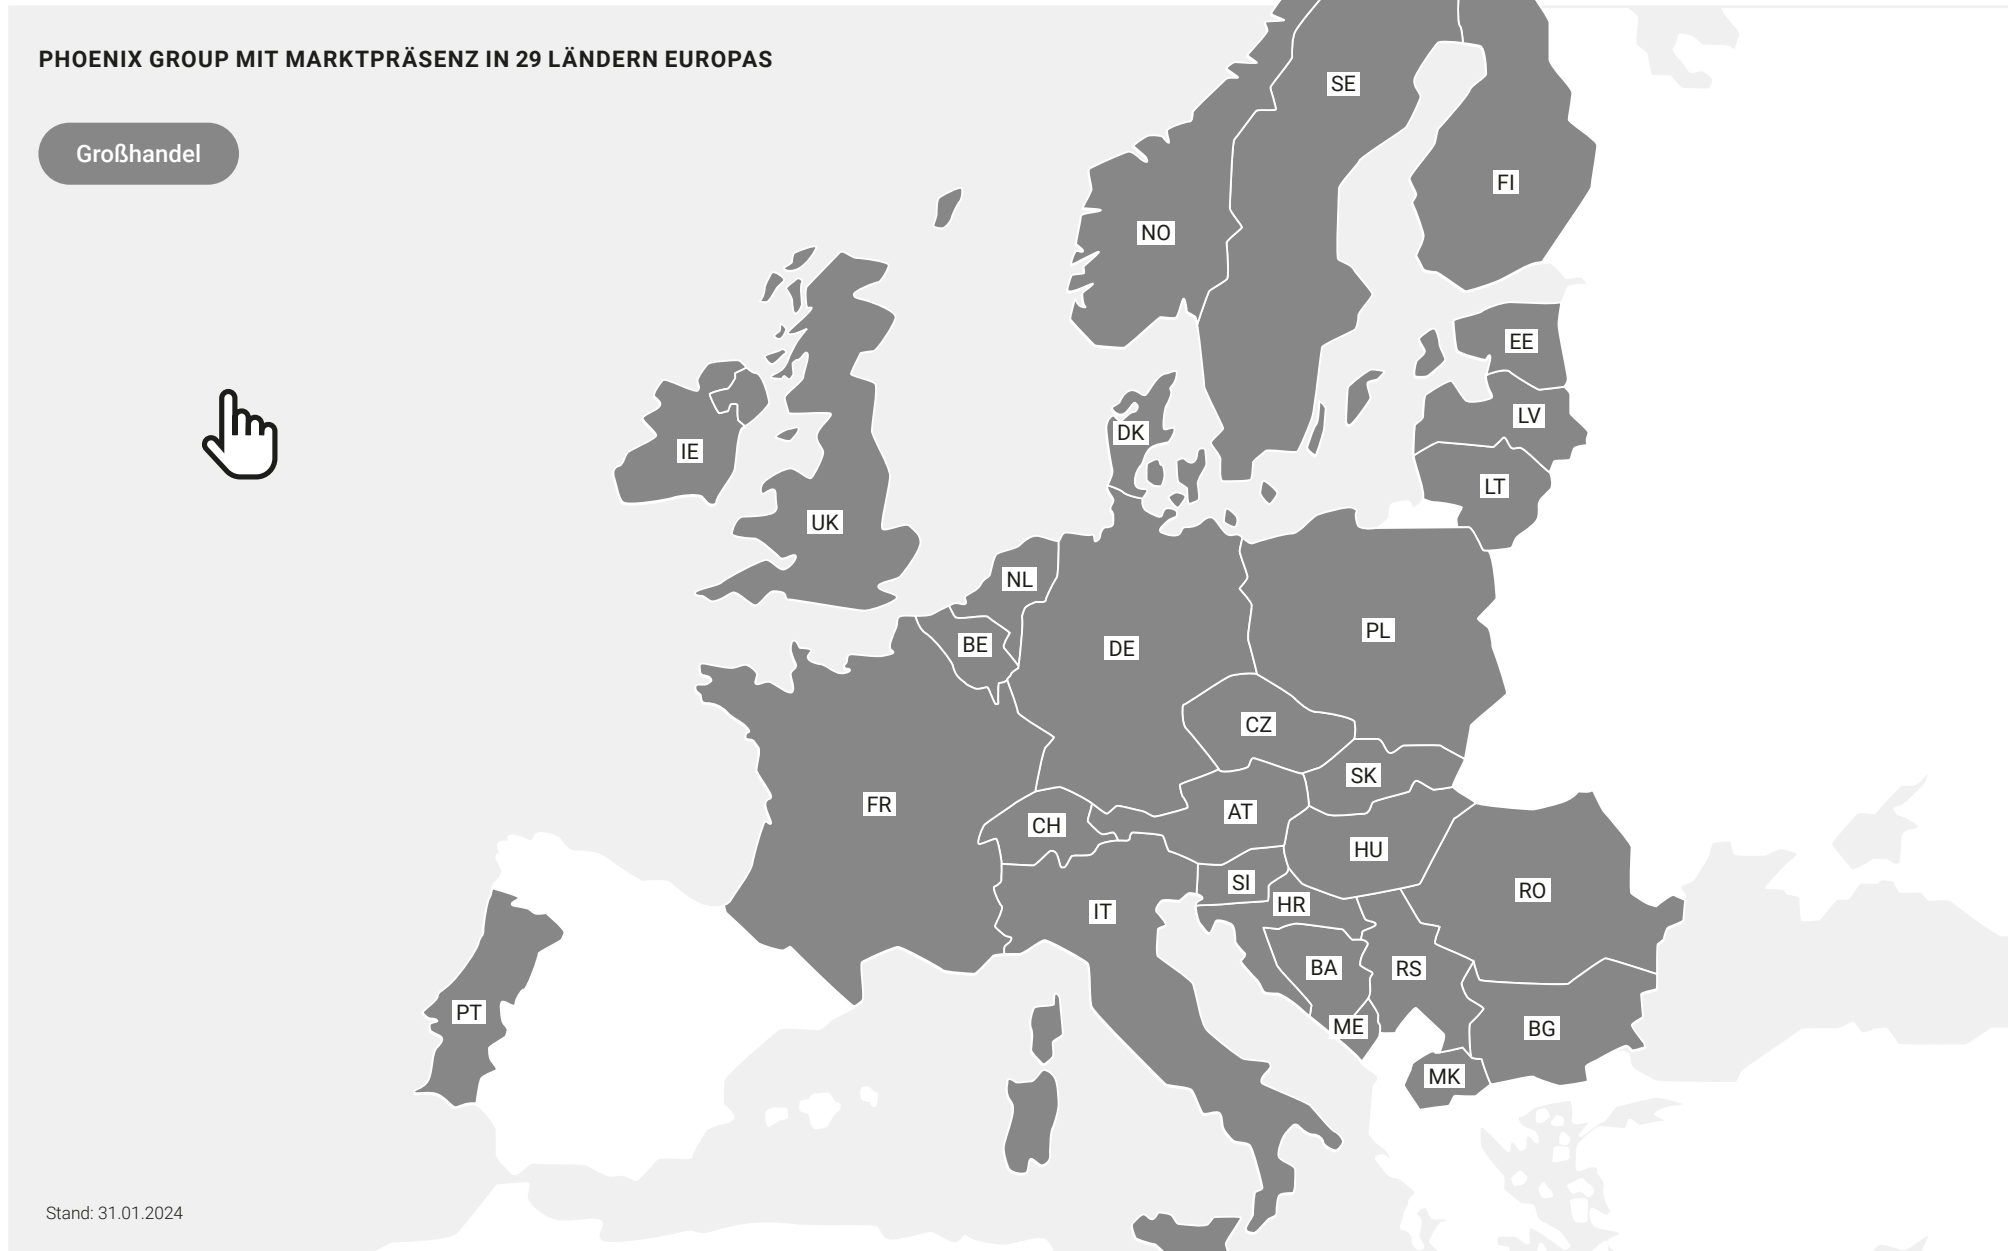 PHOENIX GROUP MIT MARKTPRÄSENZ IN 29 LÄNDERN EUROPAS
SE
Großhandel
FI
NO
EE
LV
DK
IE
LT
UK
NL
PL
BE
DE
CZ
SK
FR
AT
CH
HU
SI
RO
HR
IT
BA
RS
PT
ME
BG
MK
Stand: 31.01.2024